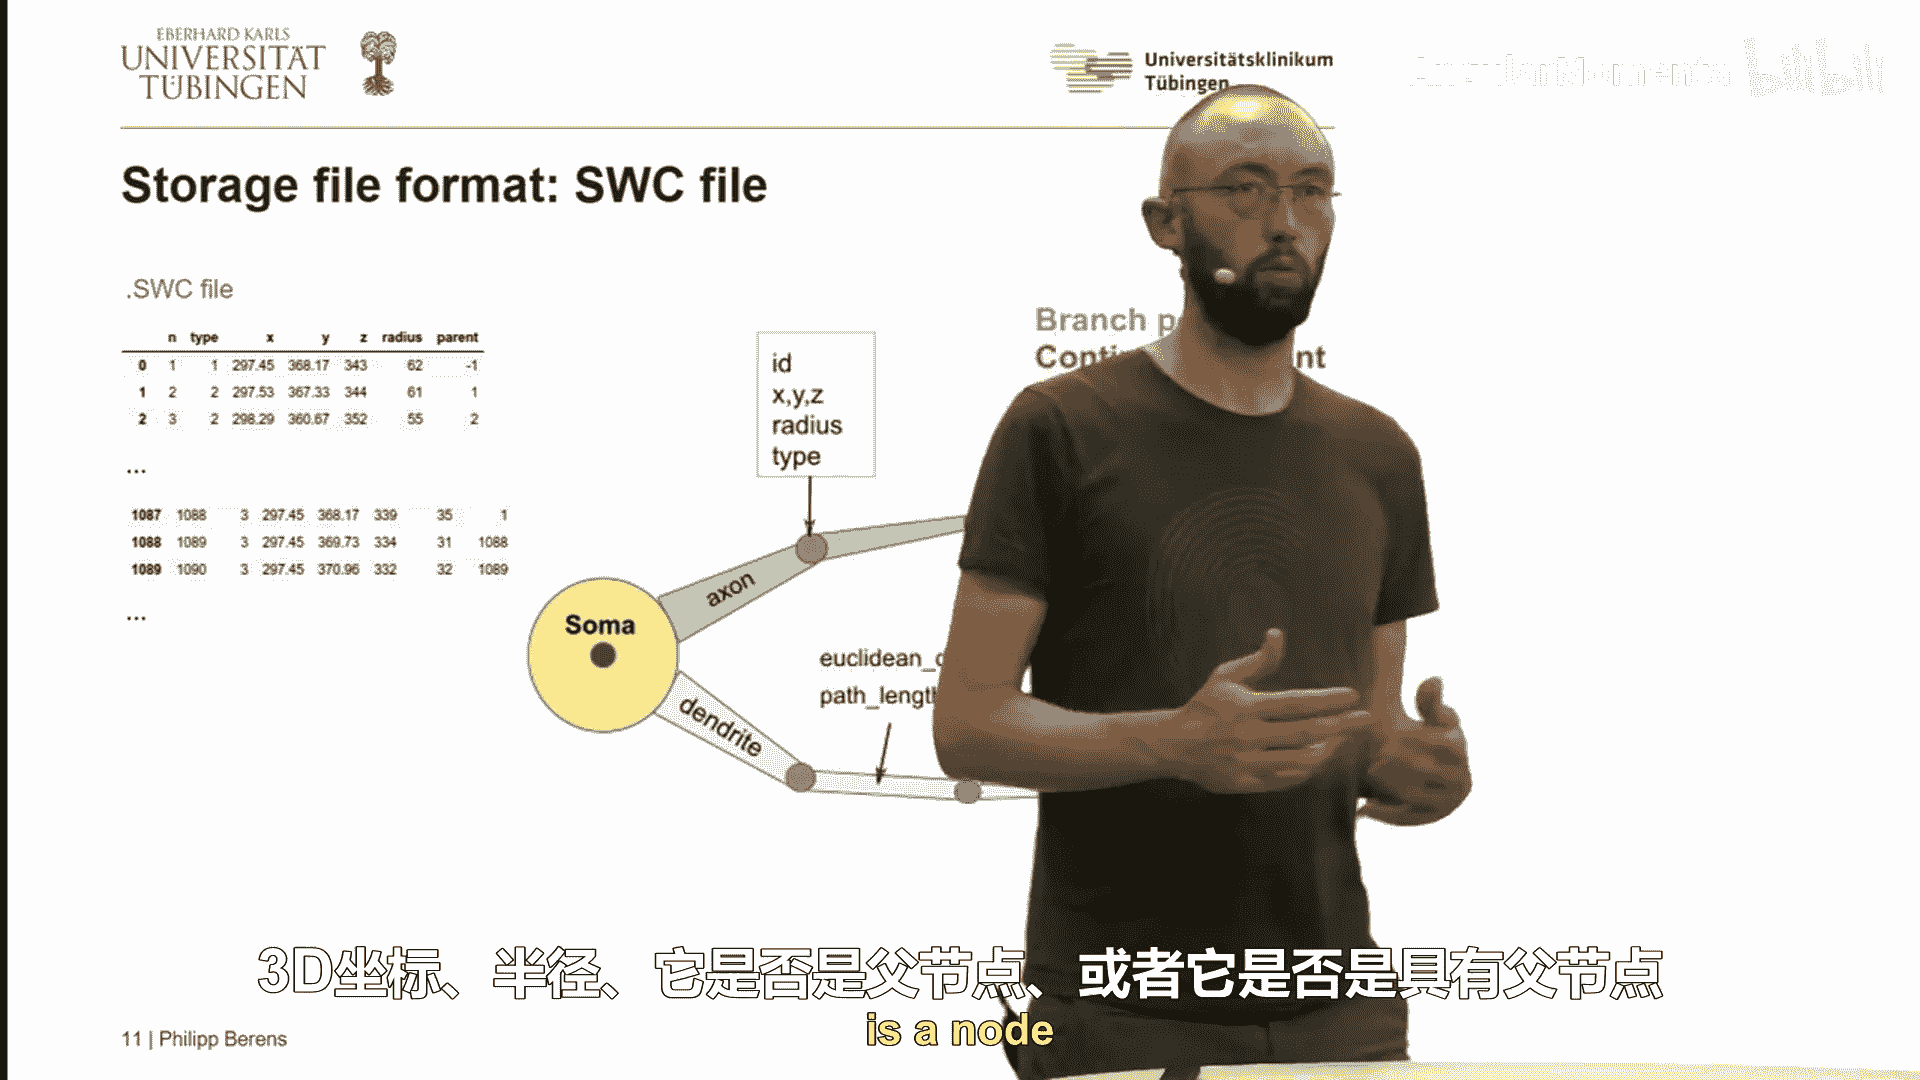 EBERHARD KARLS
UNIVERSITÄT
TÜBINGEN
Universitätsklinikum
Tübingen
Storage file format: SWC file
.SWC file
n type x y z radius parent
0 1 1 297.45 368.17 343 62 -1
1 2 2 297.53 367.33 344 61 1
2 3 2 298.29 360.67 352 55 2
...
1087 1088 3 297.45 368.17 339 35 1
1088 1089 3 297.45 369.73 334 31 1088
1089 1090 3 297.45 370.96 332 32 1089
...
id
x,y,z
radius
type
Branch
axon
Soma
dendrite
3D坐标、半径、它是否是父节点、或者它是否是具有父节点
is a node
11 | Philipp Berens